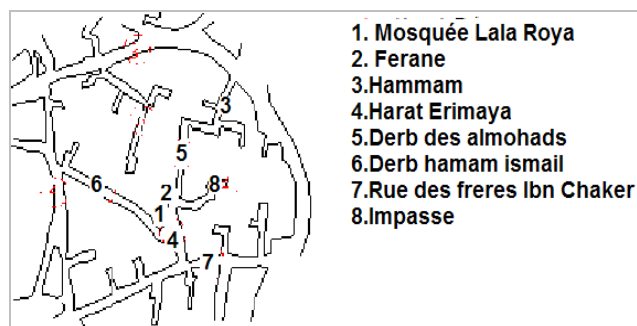 1. Mosquée Lala Roya
2. Ferane
3.Hammam
4.Harat Erimaya
5.Derb des almohads
6.Derb hamam ismail
7.Rue des freres Ibn Chaker
8.Impasse
3
5
6
8
2
1
4
7